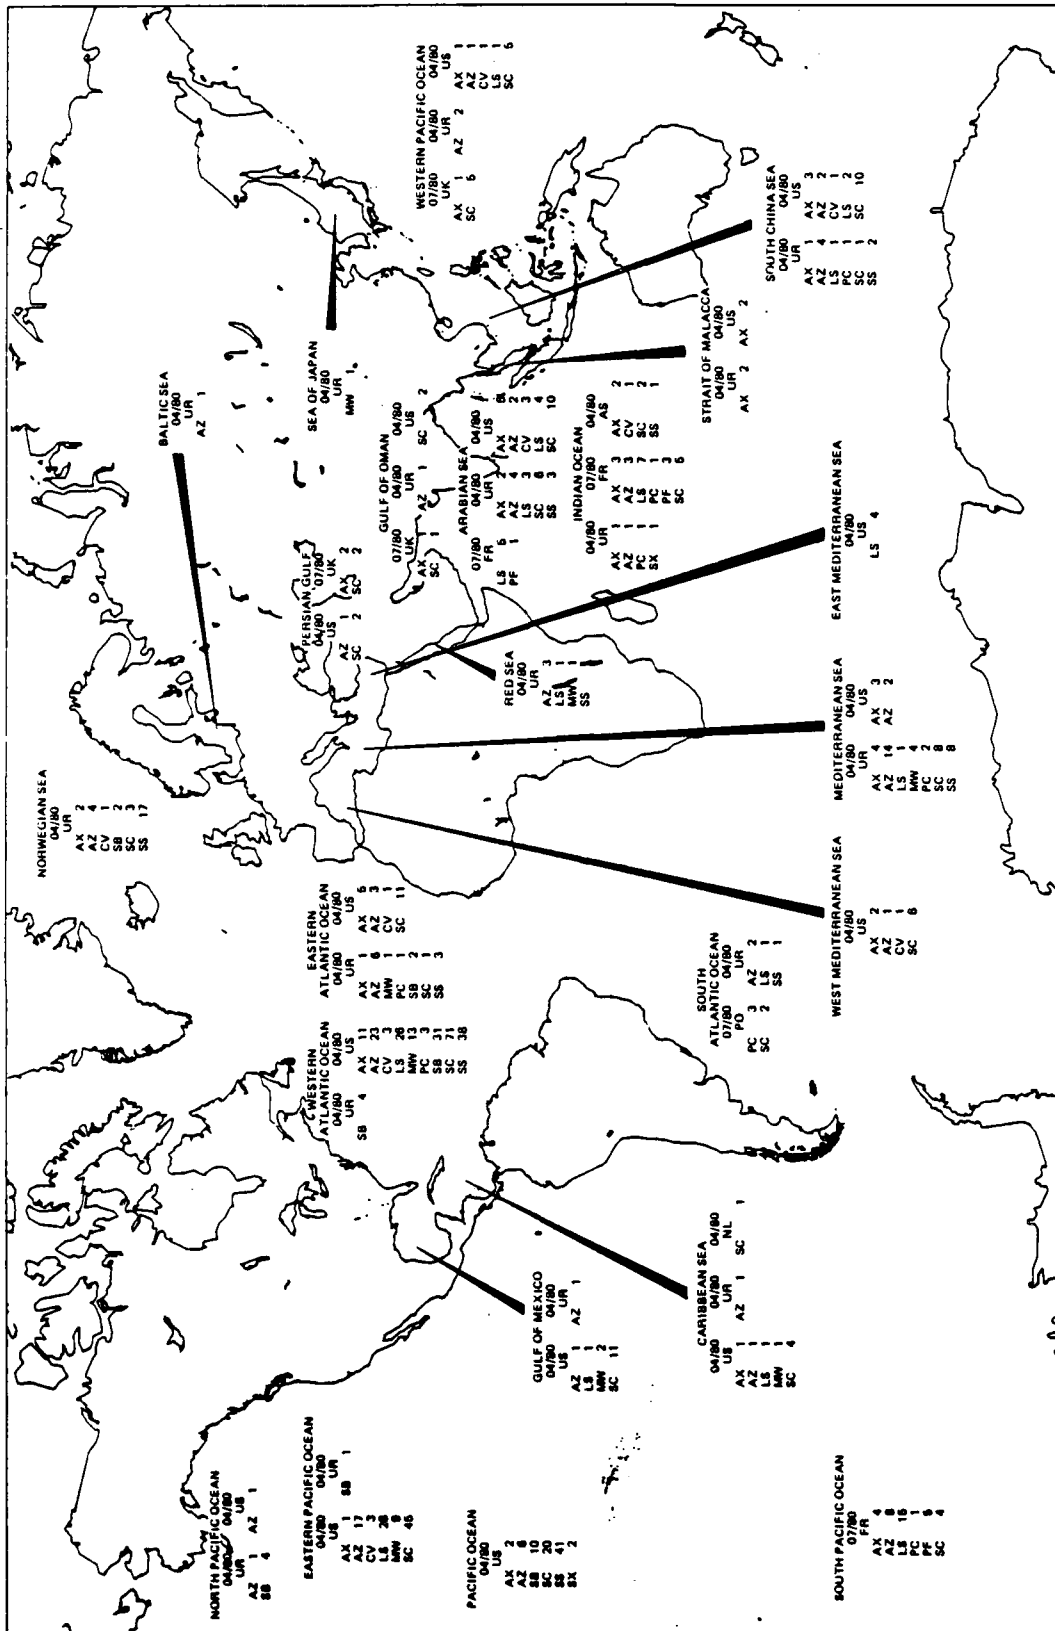 NORWEGIAN SEA
04/80
UR
AX 2
AZ 4
CV 1
SB 2
SC 3
SS 17
BALTIC SEA
04/80
UR
AZ 1
NORTH PACIFIC OCEAN
04/80 04/80
UR US
AZ 1 AZ 1
SB 4
EASTERN PACIFIC OCEAN
04/80 04/80
US UR
AX 1 SB 1
AZ 17
CV 3
LS 28
MW 9
SC 45
WESTERN
ATLANTIC OCEAN
04/80 04/80
UR US
SB 4 AX 11
AZ 23
CV 3
LS 26
MW 13
PC 3
SB 31
SC 71
SS 38
EASTERN
ATLANTIC OCEAN
04/80 04/80
UR US
AX 1 AX 5
AZ 6 AZ 3
MW 1 CV 1
PC 1 SC 11
SB 2
SC 1
SS 3
PERSIAN GULF
04/80 07/80
US UK
AZ 1 AX 2
SC 2 SC 2
SEA OF JAPAN
04/80
UR
MW 1
GULF OF OMAN
07/80 04/80 04/80
UK UR US
AX 1 AZ 1 SC 2
SC 1
WESTERN PACIFIC OCEAN
07/80 04/80 04/80
UK UR US
AX 1 AZ 2 AX 1
SC 5 AZ 1
CV 1
LS 1
SC 5
ARABIAN SEA
07/80 04/80 04/80
FR UR US
LS 5 AX 2 AX
PF 1 AZ 4 AZ 2
LS 3 CV 3
SC 6 LS 4
SS 3 SC 10
PACIFIC OCEAN
04/80
US
AX 2
AZ 6
SB 10
SC 20
SS 41
SX 2
GULF OF MEXICO
04/80 04/80
US UR
AZ 1 AZ 1
LS 1
MW 2
SC 11
RED SEA
04/80
UR
AZ 3
LS 1
MW 1
SS
INDIAN OCEAN
04/80 07/80 04/80
UR FR AS
AX 1 AX 3 AX 2
AZ 1 AZ 3 CV 1
PC 1 LS 7 SC 2
SX 1 PC 1 SS 1
PF 3
SC 5
CARIBBEAN SEA
04/80 04/80 04/80
US UR NL
AX 1 AZ 1 SC 1
AZ 1
LS 1
MW 1
SC 4
SOUTH
ATLANTIC OCEAN
07/80 04/80
PO UR
PC 3 AZ 2
SC 2 LS 1
SS 1
STRAIT OF MALACCA
04/80 04/80
UR US
AX 2 AX 2
SOUTH CHINA SEA
04/80 04/80
UR US
AX 1 AX 3
AZ 4 AZ 2
LS 1 CV 1
PC 1 LS 2
SC 1 SC 10
SS 2
SOUTH PACIFIC OCEAN
07/80
FR
AX 4
AZ 8
LS 15
PC 1
PF 5
SC 4
WEST MEDITERRANEAN SEA
04/80
US
AX 2
AZ 1
CV 1
SC 6
MEDITERRANEAN SEA
04/80 04/80
UR US
AX 4 AX 3
AZ 14 AZ 2
LS 1
MW 4
PC 2
SC 8
SS 8
EAST MEDITERRANEAN SEA
04/80
US
LS 4